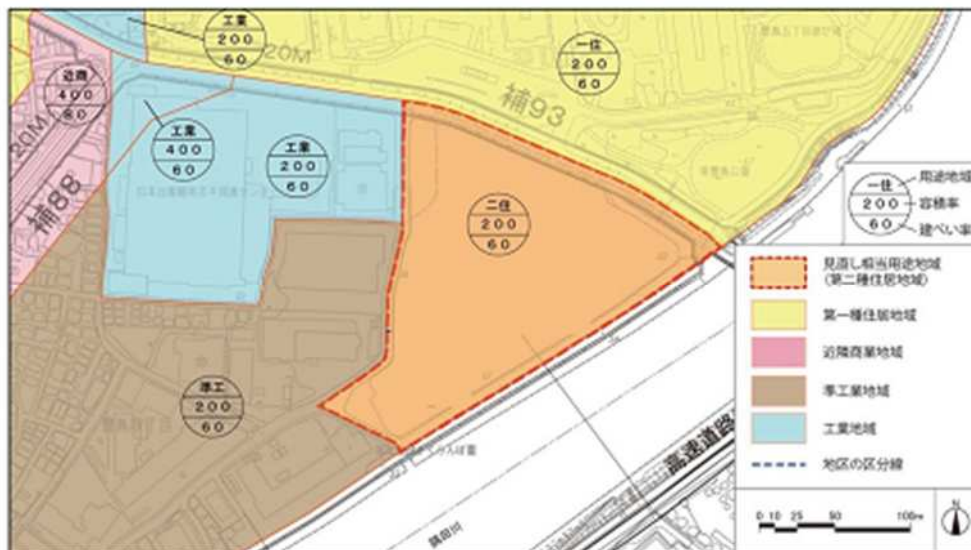 工業
200
60
20M
一住
200
60
補93
近商
400
80
20M
工業
400
60
工業
200
60
補88
二住
200
60
準工
200
60
高速道路
隅田川
一住
200
60
用途地域
容積率
建ぺい率
見直し相当用途地域
(第二種住居地域)
第一種住居地域
近隣商業地域
準工業地域
工業地域
地区の区分線
0 10 25 50 100m
N